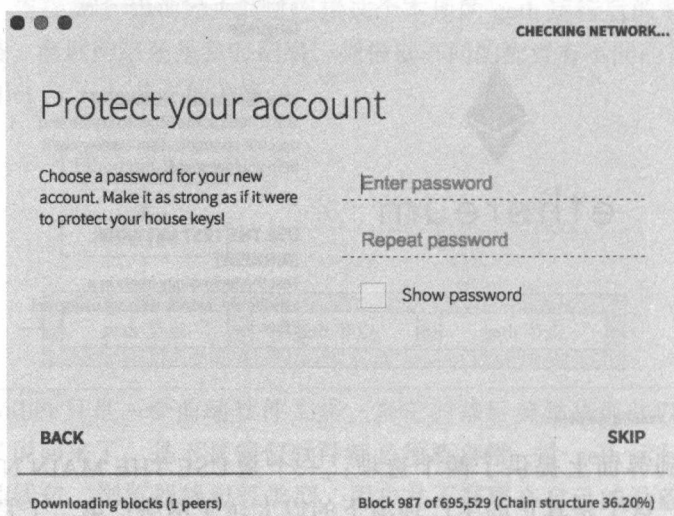 CHECKING NETWORK...
Protect your account
Choose a password for your new
account. Make it as strong as if it were
to protect your house keys!
Enter password
Repeat password
Show password
BACK
SKIP
Downloading blocks (1 peers)
Block 987 of 695,529 (Chain structure 36.20%)